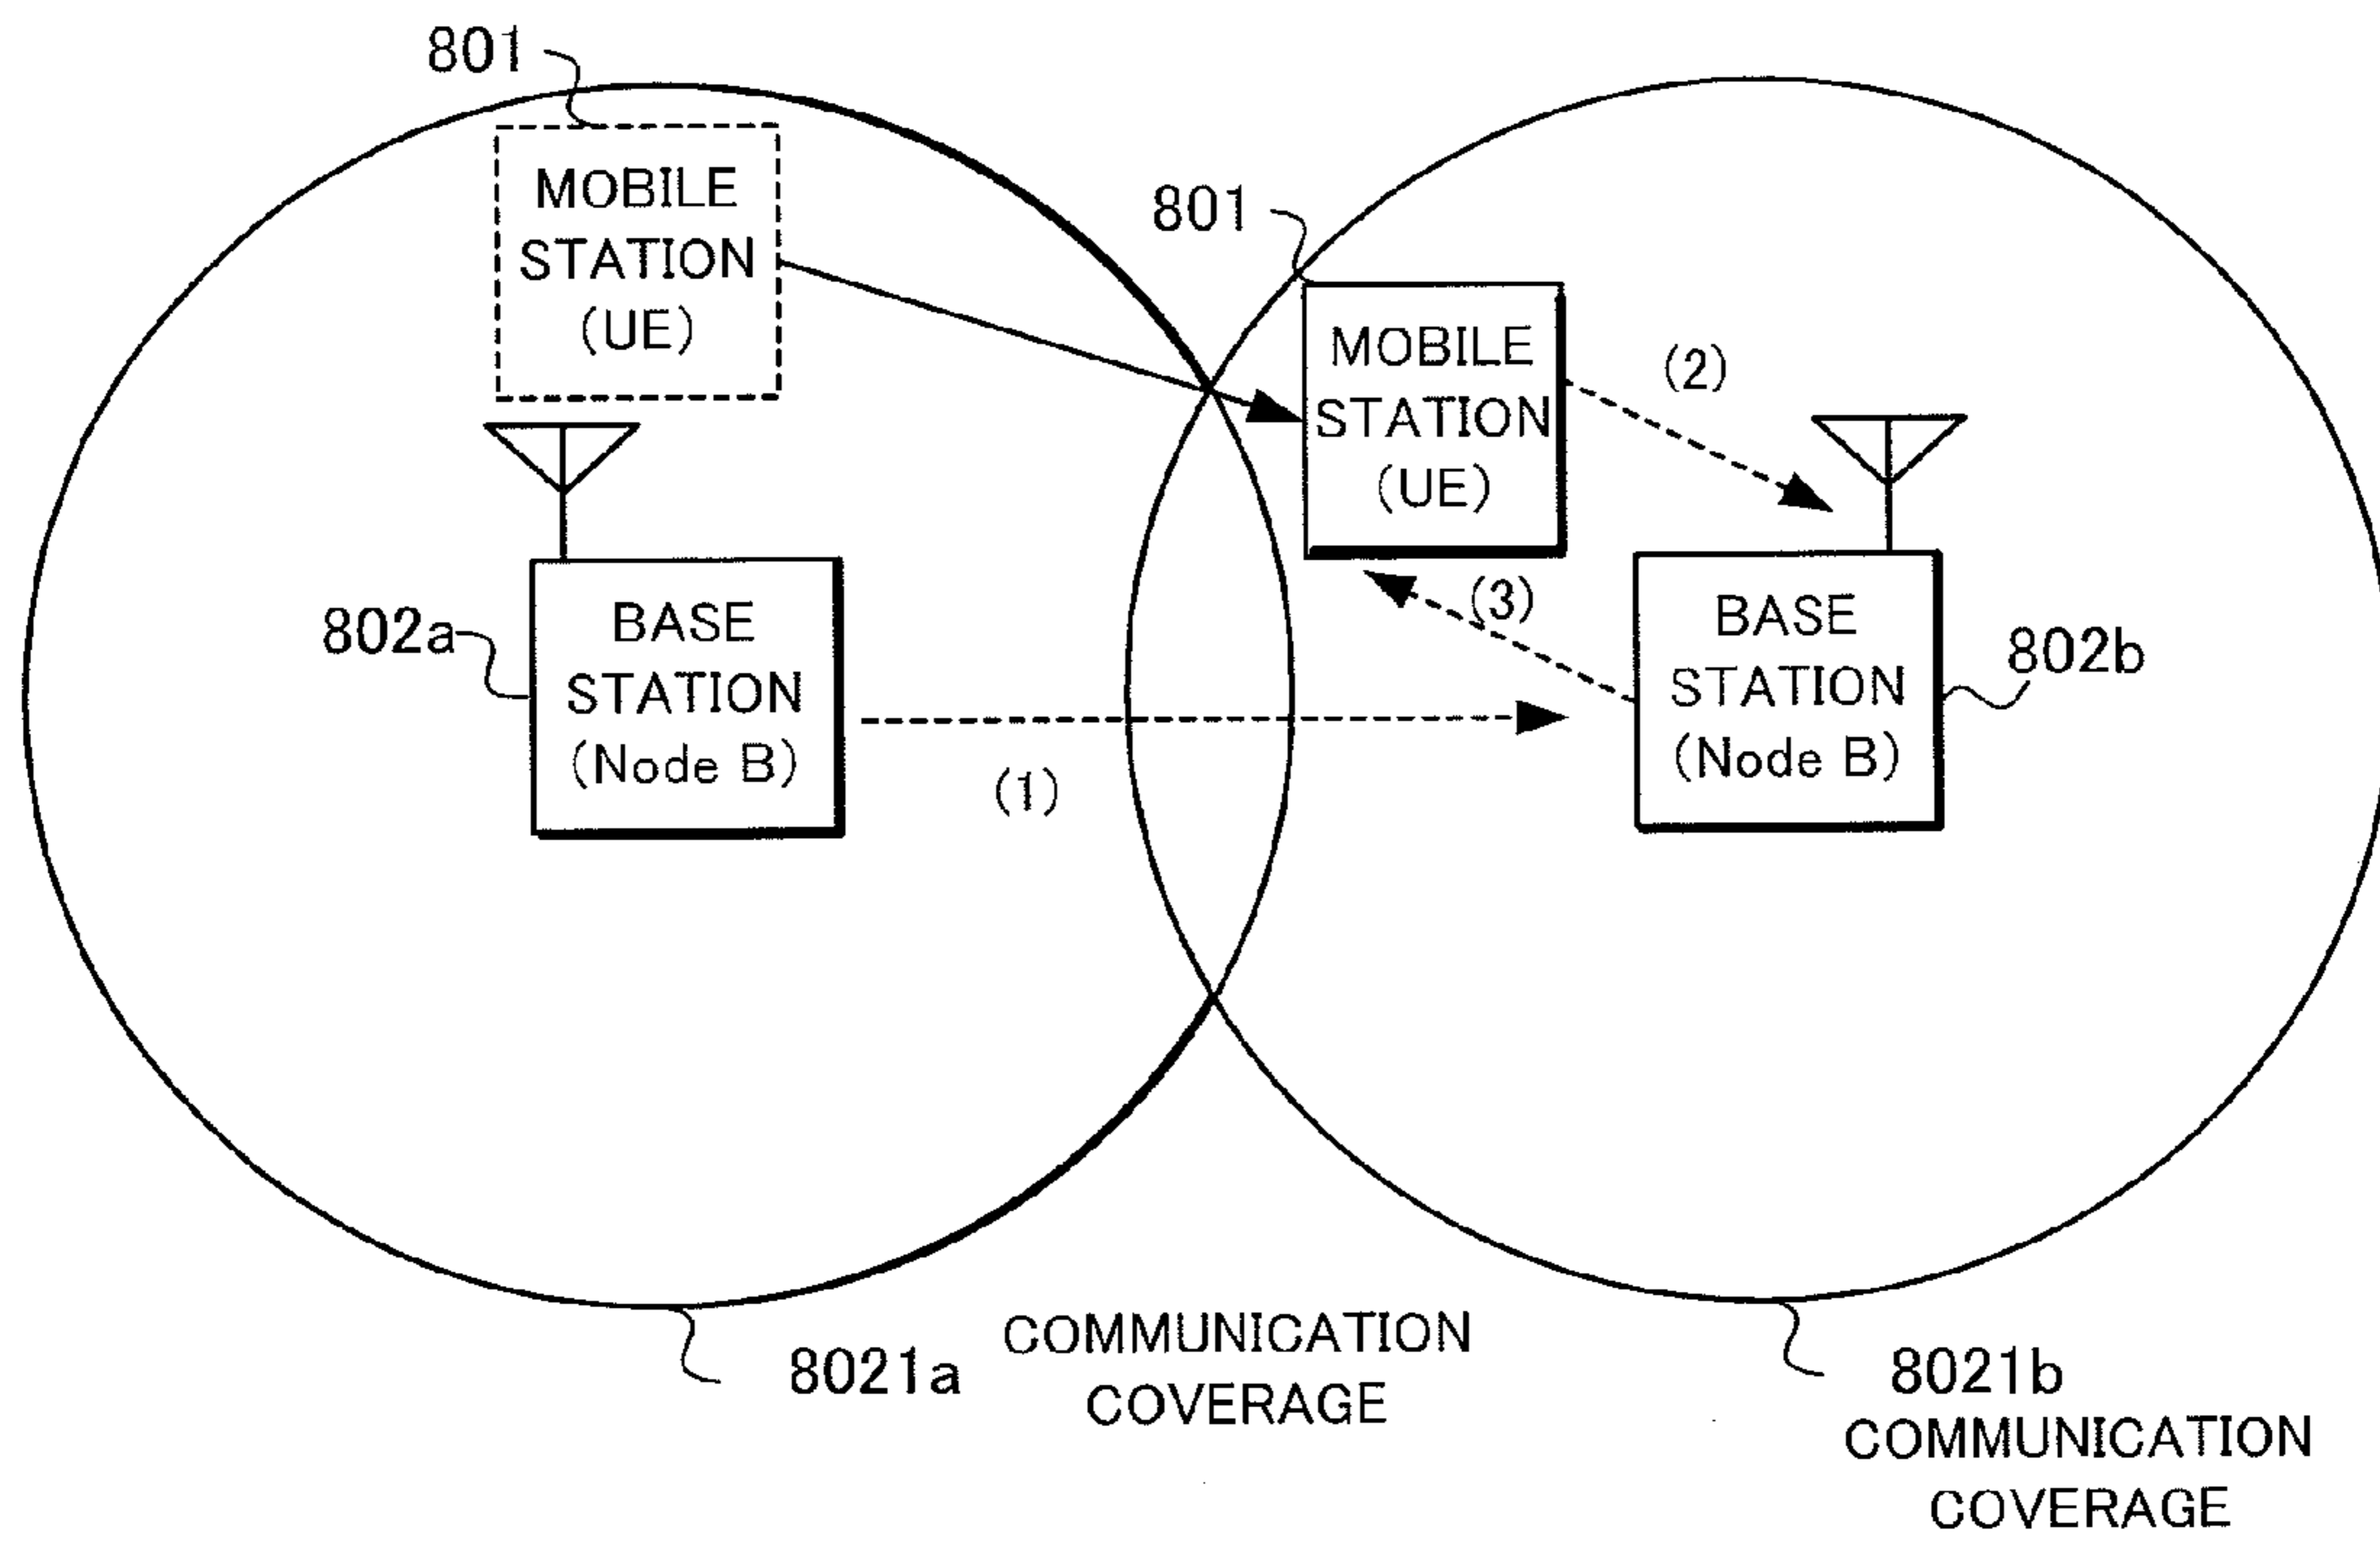 801
MOBILE
STATION
(UE)
801
MOBILE
STATION
(UE)
(2)
(3)
802a
BASE
STATION
(Node B)
(1)
BASE
STATION
(Node B)
802b
8021a
COMMUNICATION
COVERAGE
8021b
COMMUNICATION
COVERAGE